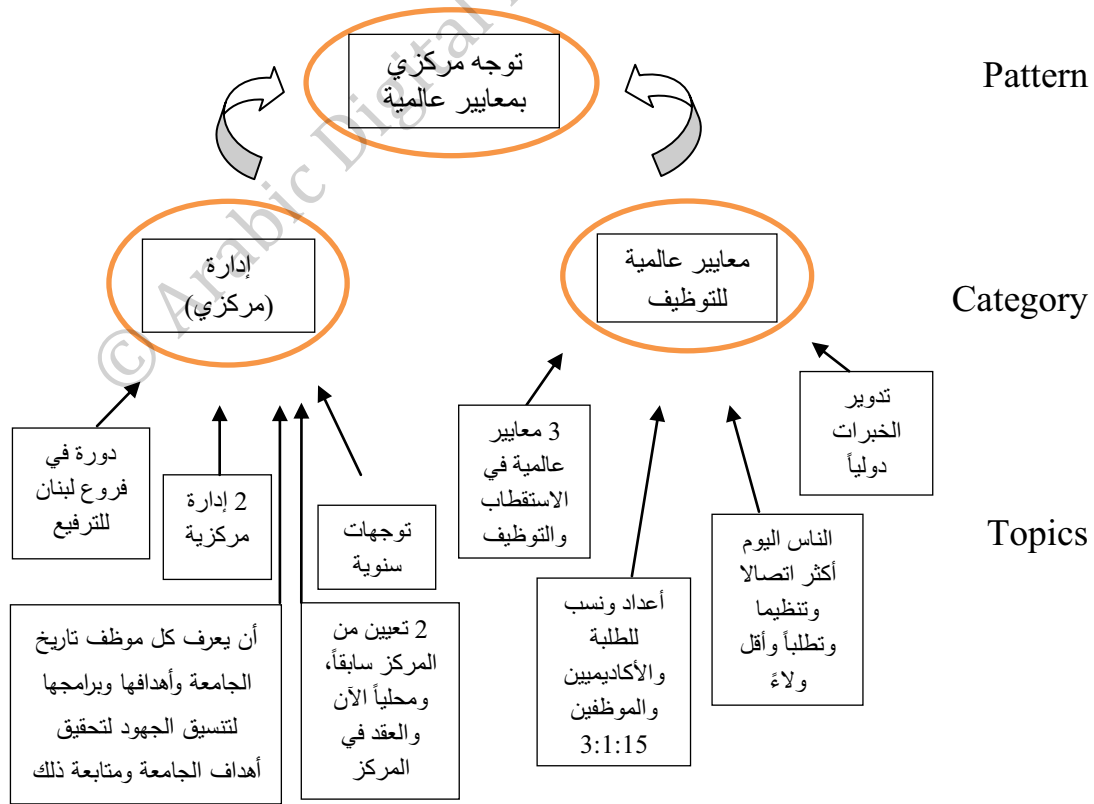 توجه مركزي
بمعايير عالمية
Pattern
إدارة
(مركزي)
معايير عالمية
للتوظيف
Category
دورة في
فروع لبنان
للترفيع
2 إدارة
مركزية
توجهات
سنوية
3 معايير
عالمية في
الاستقطاب
والتوظيف
تدوير
الخبرات
دولياً
Topics
أن يعرف كل موظف تاريخ
الجامعة وأهدافها وبرامجها
لتنسيق الجهود لتحقيق
أهداف الجامعة ومتابعة ذلك
2 تعيين من
المركز سابقاً،
ومحلياً الآن
والعقد في
المركز
أعداد ونسب
للطلبة
والأكاديميين
والموظفين
3:1:15
الناس اليوم
أكثر اتصالا
وتنظيما
وتطلباً وأقل
ولاءً
© Arabic Digital